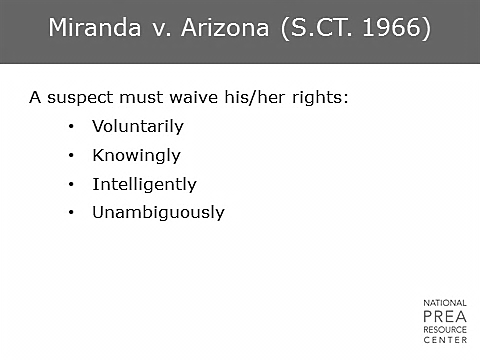 Miranda v. Arizona (S.CT. 1966)
A suspect must waive his/her rights:
• Voluntarily
• Knowingly
• Intelligently
• Unambiguously
NATIONAL
PREA
RESOURCE
CENTER